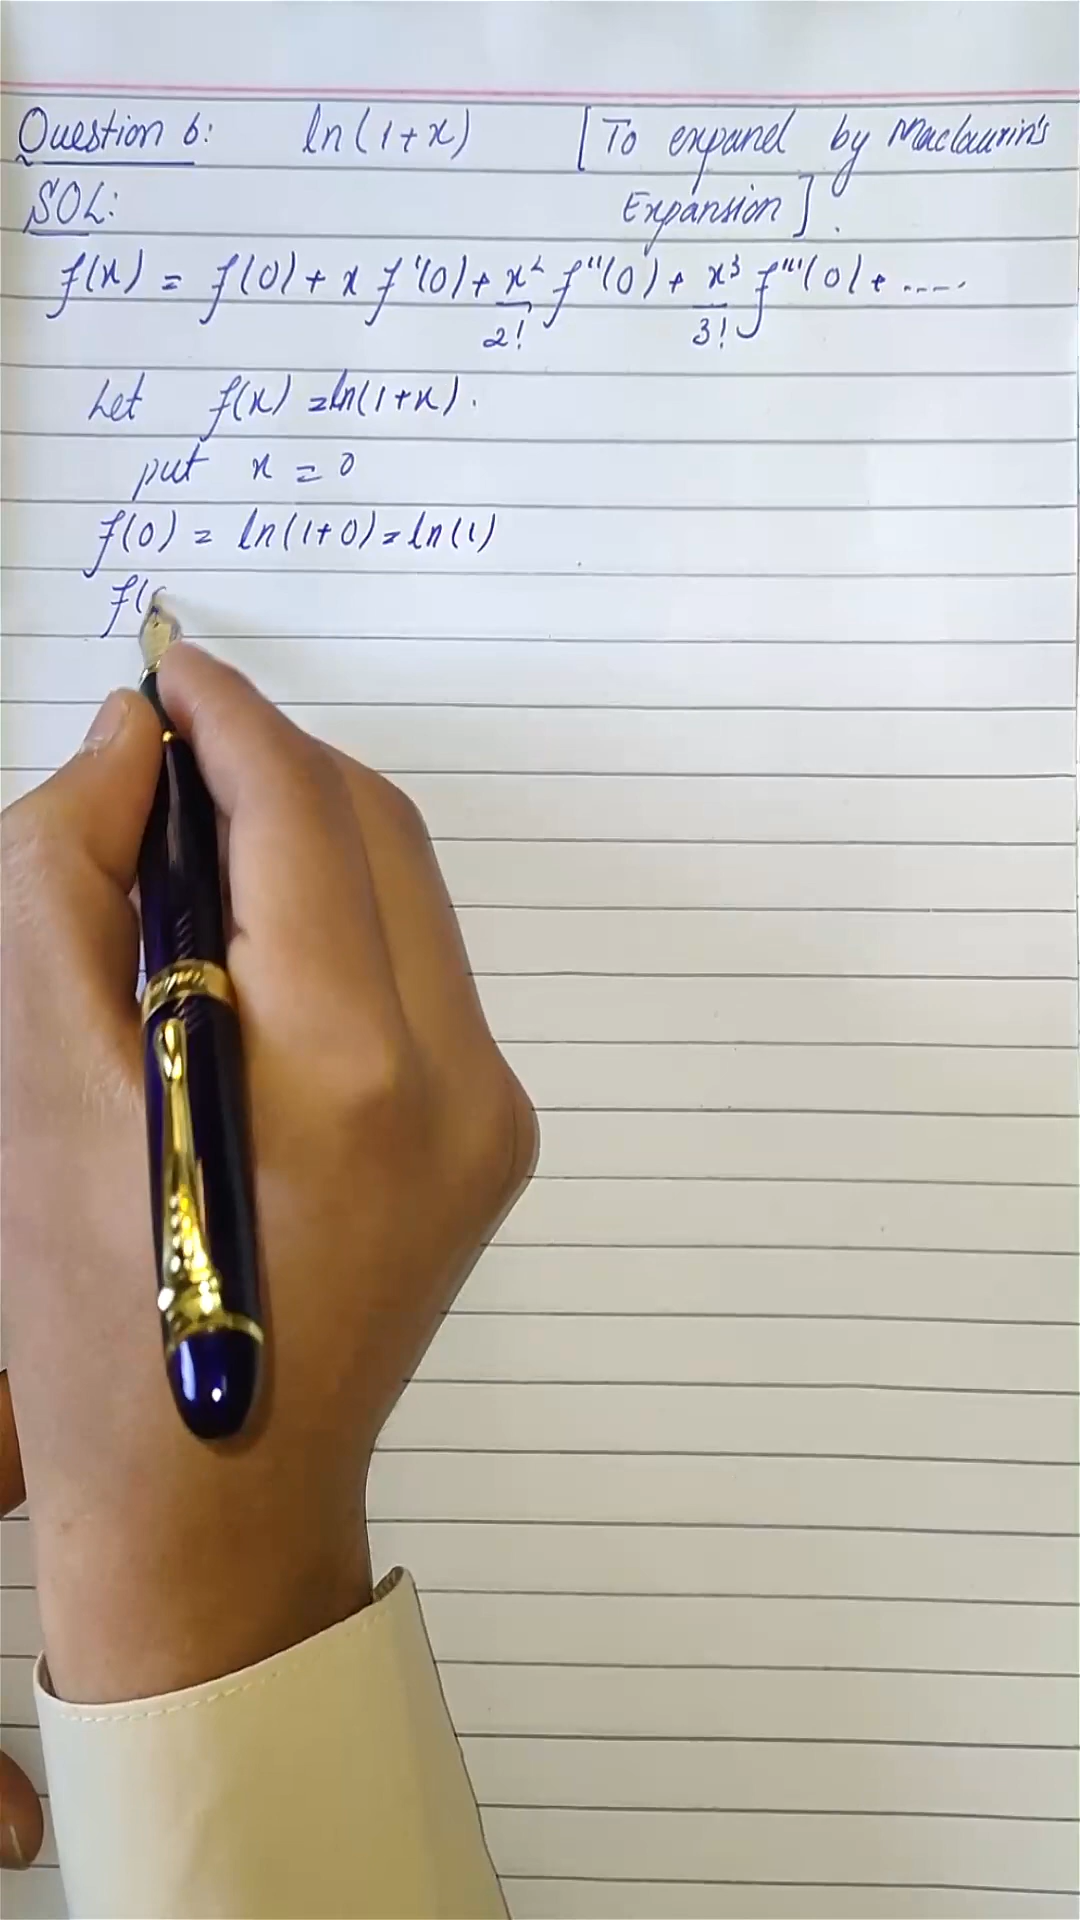 Question 6: ln(1+x) [To expand by Maclaurin's
Expansion].
SOL:
f(x) = f(0) + x f'(0) + x²/2! f''(0) + x³/3! f'''(0) + .....
Let f(x) = ln(1+x).
put x = 0
f(0) = ln(1+0) = ln(1)
f(